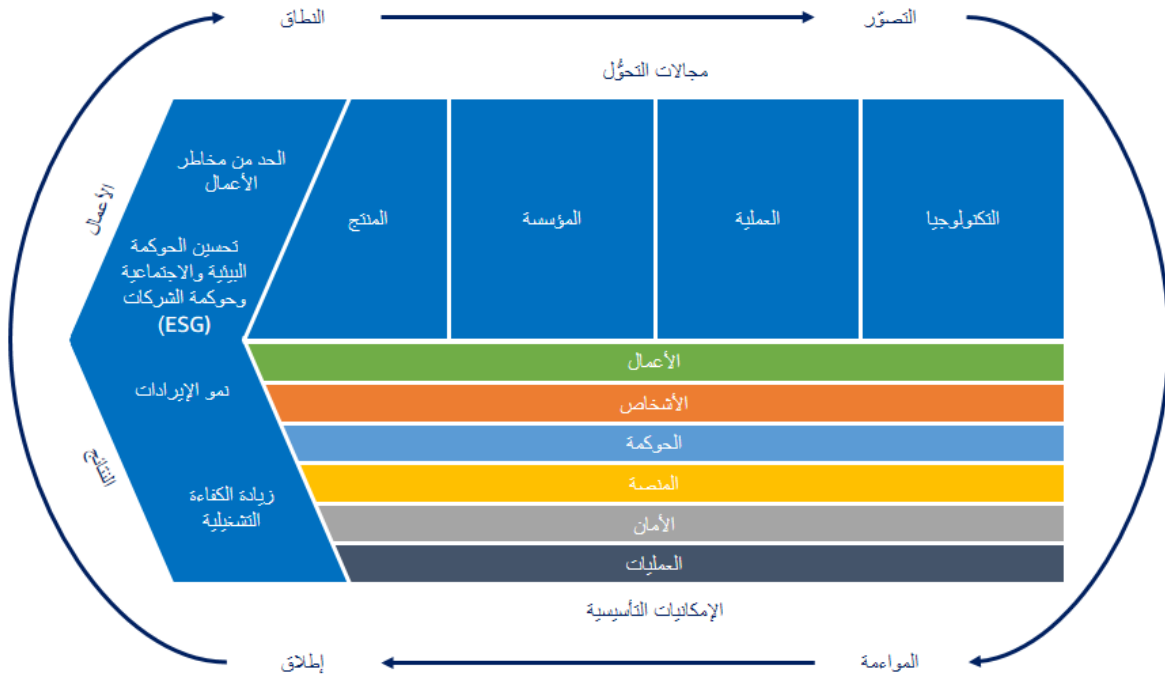 التصوّر
النطاق
مجالات التحوُّل
التكنولوجيا
العملية
المؤسسة
المنتج
الحد من مخاطر
الأعمال
الأعمال
تحسين الحوكمة
البيئية والاجتماعية
وحوكمة الشركات
(ESG)
نمو الإيرادات
النتائج
زيادة الكفاءة
التشغيلية
الأعمال
الأشخاص
الحوكمة
المنصة
الأمان
العمليات
الإمكانيات التأسيسية
المواءمة
إطلاق